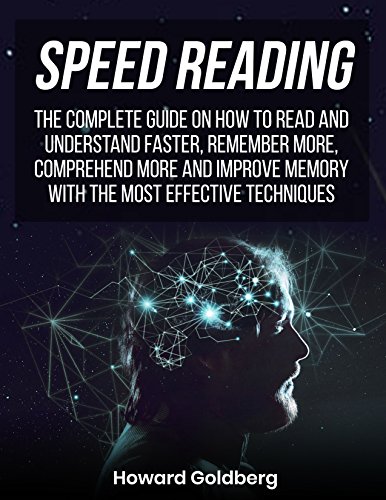 SPEED READING
THE COMPLETE GUIDE ON HOW TO READ AND
UNDERSTAND FASTER, REMEMBER MORE,
COMPREHEND MORE AND IMPROVE MEMORY
WITH THE MOST EFFECTIVE TECHNIQUES
Howard Goldberg